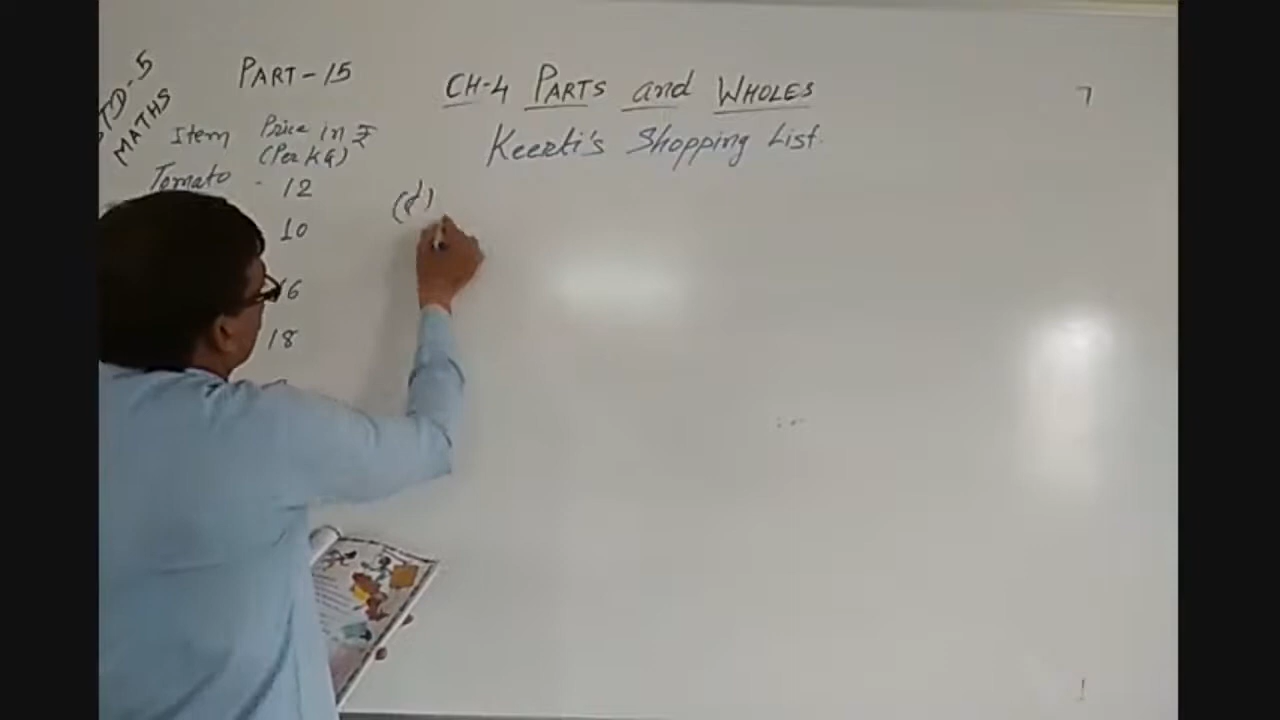 STD-5
MATHS
PART-15
CH-4 PARTS and WHOLES
Keerti's Shopping List.
7
Item Price in ₹
(Per KG)
Tomato - 12
10
16
18
(d)